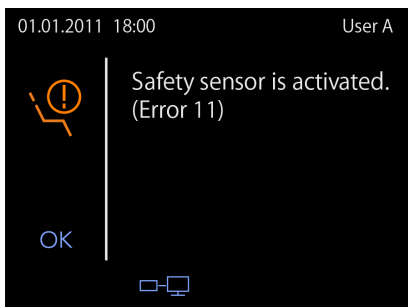 01.01.2011 18:00 User A
Safety sensor is activated.
(Error 11)
OK